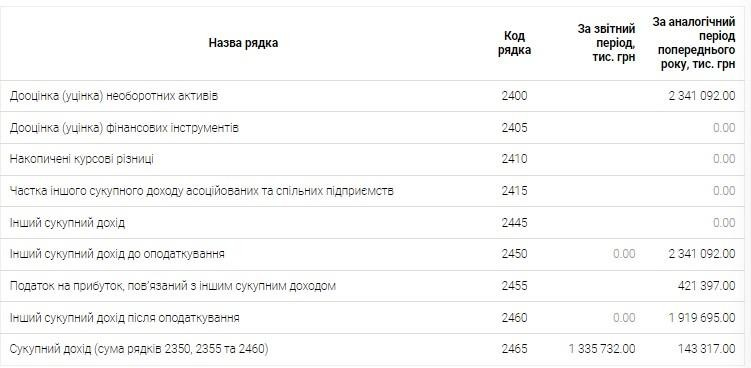 Назва рядка Код рядка За звітний період, тис. грн За аналогічний період попереднього року, тис. грн
Дооцінка (уцінка) необоротних активів 2400 2 341 092.00
Дооцінка (уцінка) фінансових інструментів 2405 0.00
Накопичені курсові різниці 2410 0.00
Частка іншого сукупного доходу асоційованих та спільних підприємств 2415 0.00
Інший сукупний дохід 2445 0.00
Інший сукупний дохід до оподаткування 2450 0.00 2 341 092.00
Податок на прибуток, пов’язаний з іншим сукупним доходом 2455 421 397.00
Інший сукупний дохід після оподаткування 2460 0.00 1 919 695.00
Сукупний дохід (сума рядків 2350, 2355 та 2460) 2465 1 335 732.00 143 317.00